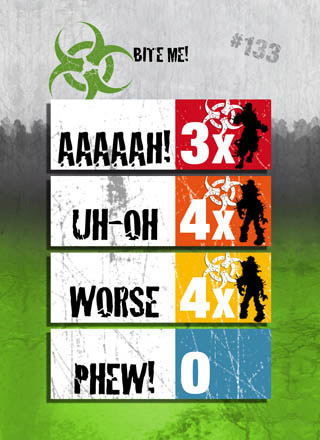 BITE ME!
#133
AAAAAH! 3X
UH-OH 4X
WORSE 4X
PHEW! 0